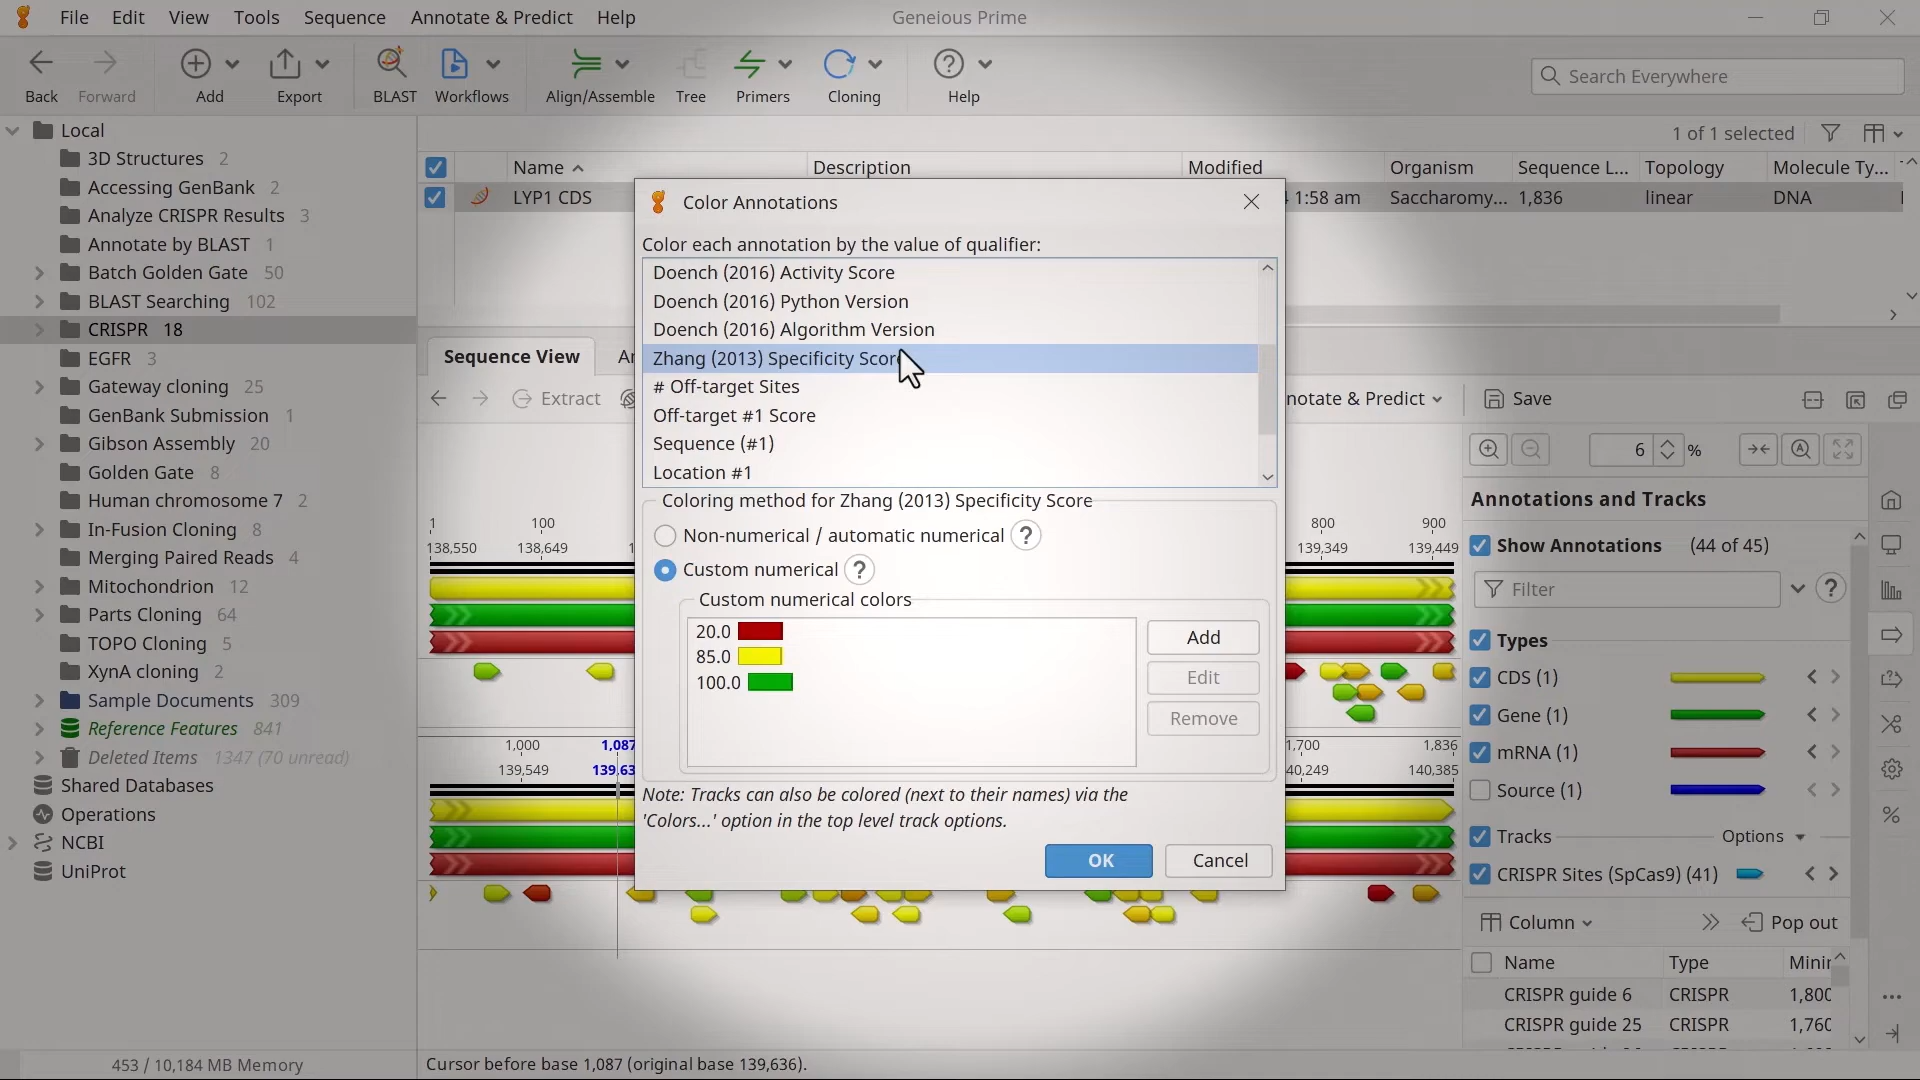 File Edit View Tools Sequence Annotate & Predict Help
Geneious Prime
Back Forward Add Export BLAST Workflows Align/Assemble Tree Primers Cloning Help
Search Everywhere
Local
3D Structures 2
Accessing GenBank 2
Analyze CRISPR Results 3
Annotate by BLAST 1
Batch Golden Gate 50
BLAST Searching 102
CRISPR 18
EGFR 3
Gateway cloning 25
GenBank Submission 1
Gibson Assembly 20
Golden Gate 8
Human chromosome 7 2
In-Fusion Cloning 8
Merging Paired Reads 4
Mitochondrion 12
Parts Cloning 64
TOPO Cloning 5
XynA cloning 2
Sample Documents 309
Reference Features 841
Deleted Items 1347 (70 unread)
Shared Databases
Operations
NCBI
UniProt
453 / 10,184 MB Memory
1 of 1 selected
Name Description Modified Organism Sequence L... Topology Molecule Ty...
LYP1 CDS 1:58 am Saccharomy... 1,836 linear DNA
Sequence View
Extract
notate & Predict Save
Color Annotations
Color each annotation by the value of qualifier:
Doench (2016) Activity Score
Doench (2016) Python Version
Doench (2016) Algorithm Version
Zhang (2013) Specificity Score
# Off-target Sites
Off-target #1 Score
Sequence (#1)
Location #1
Coloring method for Zhang (2013) Specificity Score
Non-numerical / automatic numerical ?
Custom numerical ?
Custom numerical colors
20.0
85.0
100.0
Add
Edit
Remove
Note: Tracks can also be colored (next to their names) via the
'Colors...' option in the top level track options.
OK Cancel
1 100 800 900
138,550 138,649 139,349 139,449
1,000 1,087 1,700 1,836
139,549 139,63 40,249 140,385
6 %
Annotations and Tracks
Show Annotations (44 of 45)
Filter ?
Types
CDS (1)
Gene (1)
mRNA (1)
Source (1)
Tracks Options
CRISPR Sites (SpCas9) (41)
Column Pop out
Name Type Minir
CRISPR guide 6 CRISPR 1,800
CRISPR guide 25 CRISPR 1,760
Cursor before base 1,087 (original base 139,636).